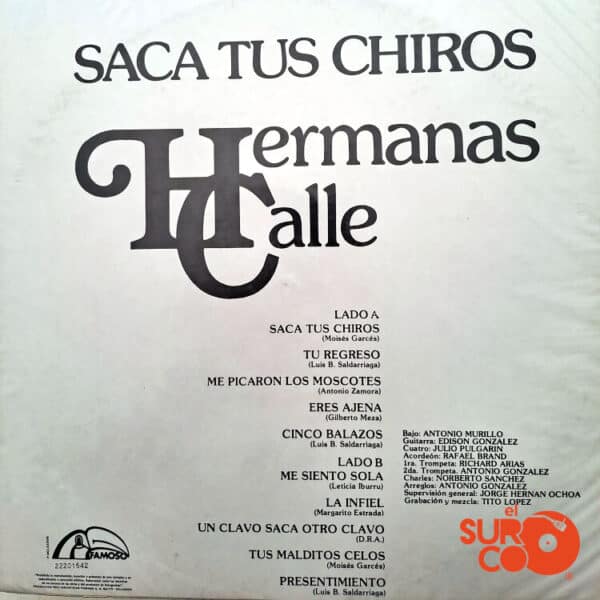 SACA TUS CHIROS
Hermanas
Calle
LADO A
SACA TUS CHIROS
(Moisés Garcés)
TU REGRESO
(Luis B. Saldarriaga)
ME PICARON LOS MOSCOTES
(Antonio Zamora)
ERES AJENA
(Gilberto Meza)
CINCO BALAZOS
(Luis B. Saldarriaga)
LADO B
ME SIENTO SOLA
(Leticia Iburru)
LA INFIEL
(Margarito Estrada)
UN CLAVO SACA OTRO CLAVO
(D.R.A.)
TUS MALDITOS CELOS
(Moisés Garcés)
PRESENTIMIENTO
(Luis B. Saldarriaga)
Bajo: ANTONIO MURILLO
Guitarra: EDISON GONZALEZ
Cuatro: JULIO PULGARIN
Acordeón: RAFAEL BRAND
1ra. Trompeta: RICHARD ARIAS
2da. Trompeta: ANTONIO GONZALEZ
Charles: NORBERTO SANCHEZ
Arreglos: ANTONIO GONZALEZ
Supervisión general: JORGE HERNAN OCHOA
Grabación y mezcla: TITO LOPEZ
FAMOSO
22201542
el
SUR
CO